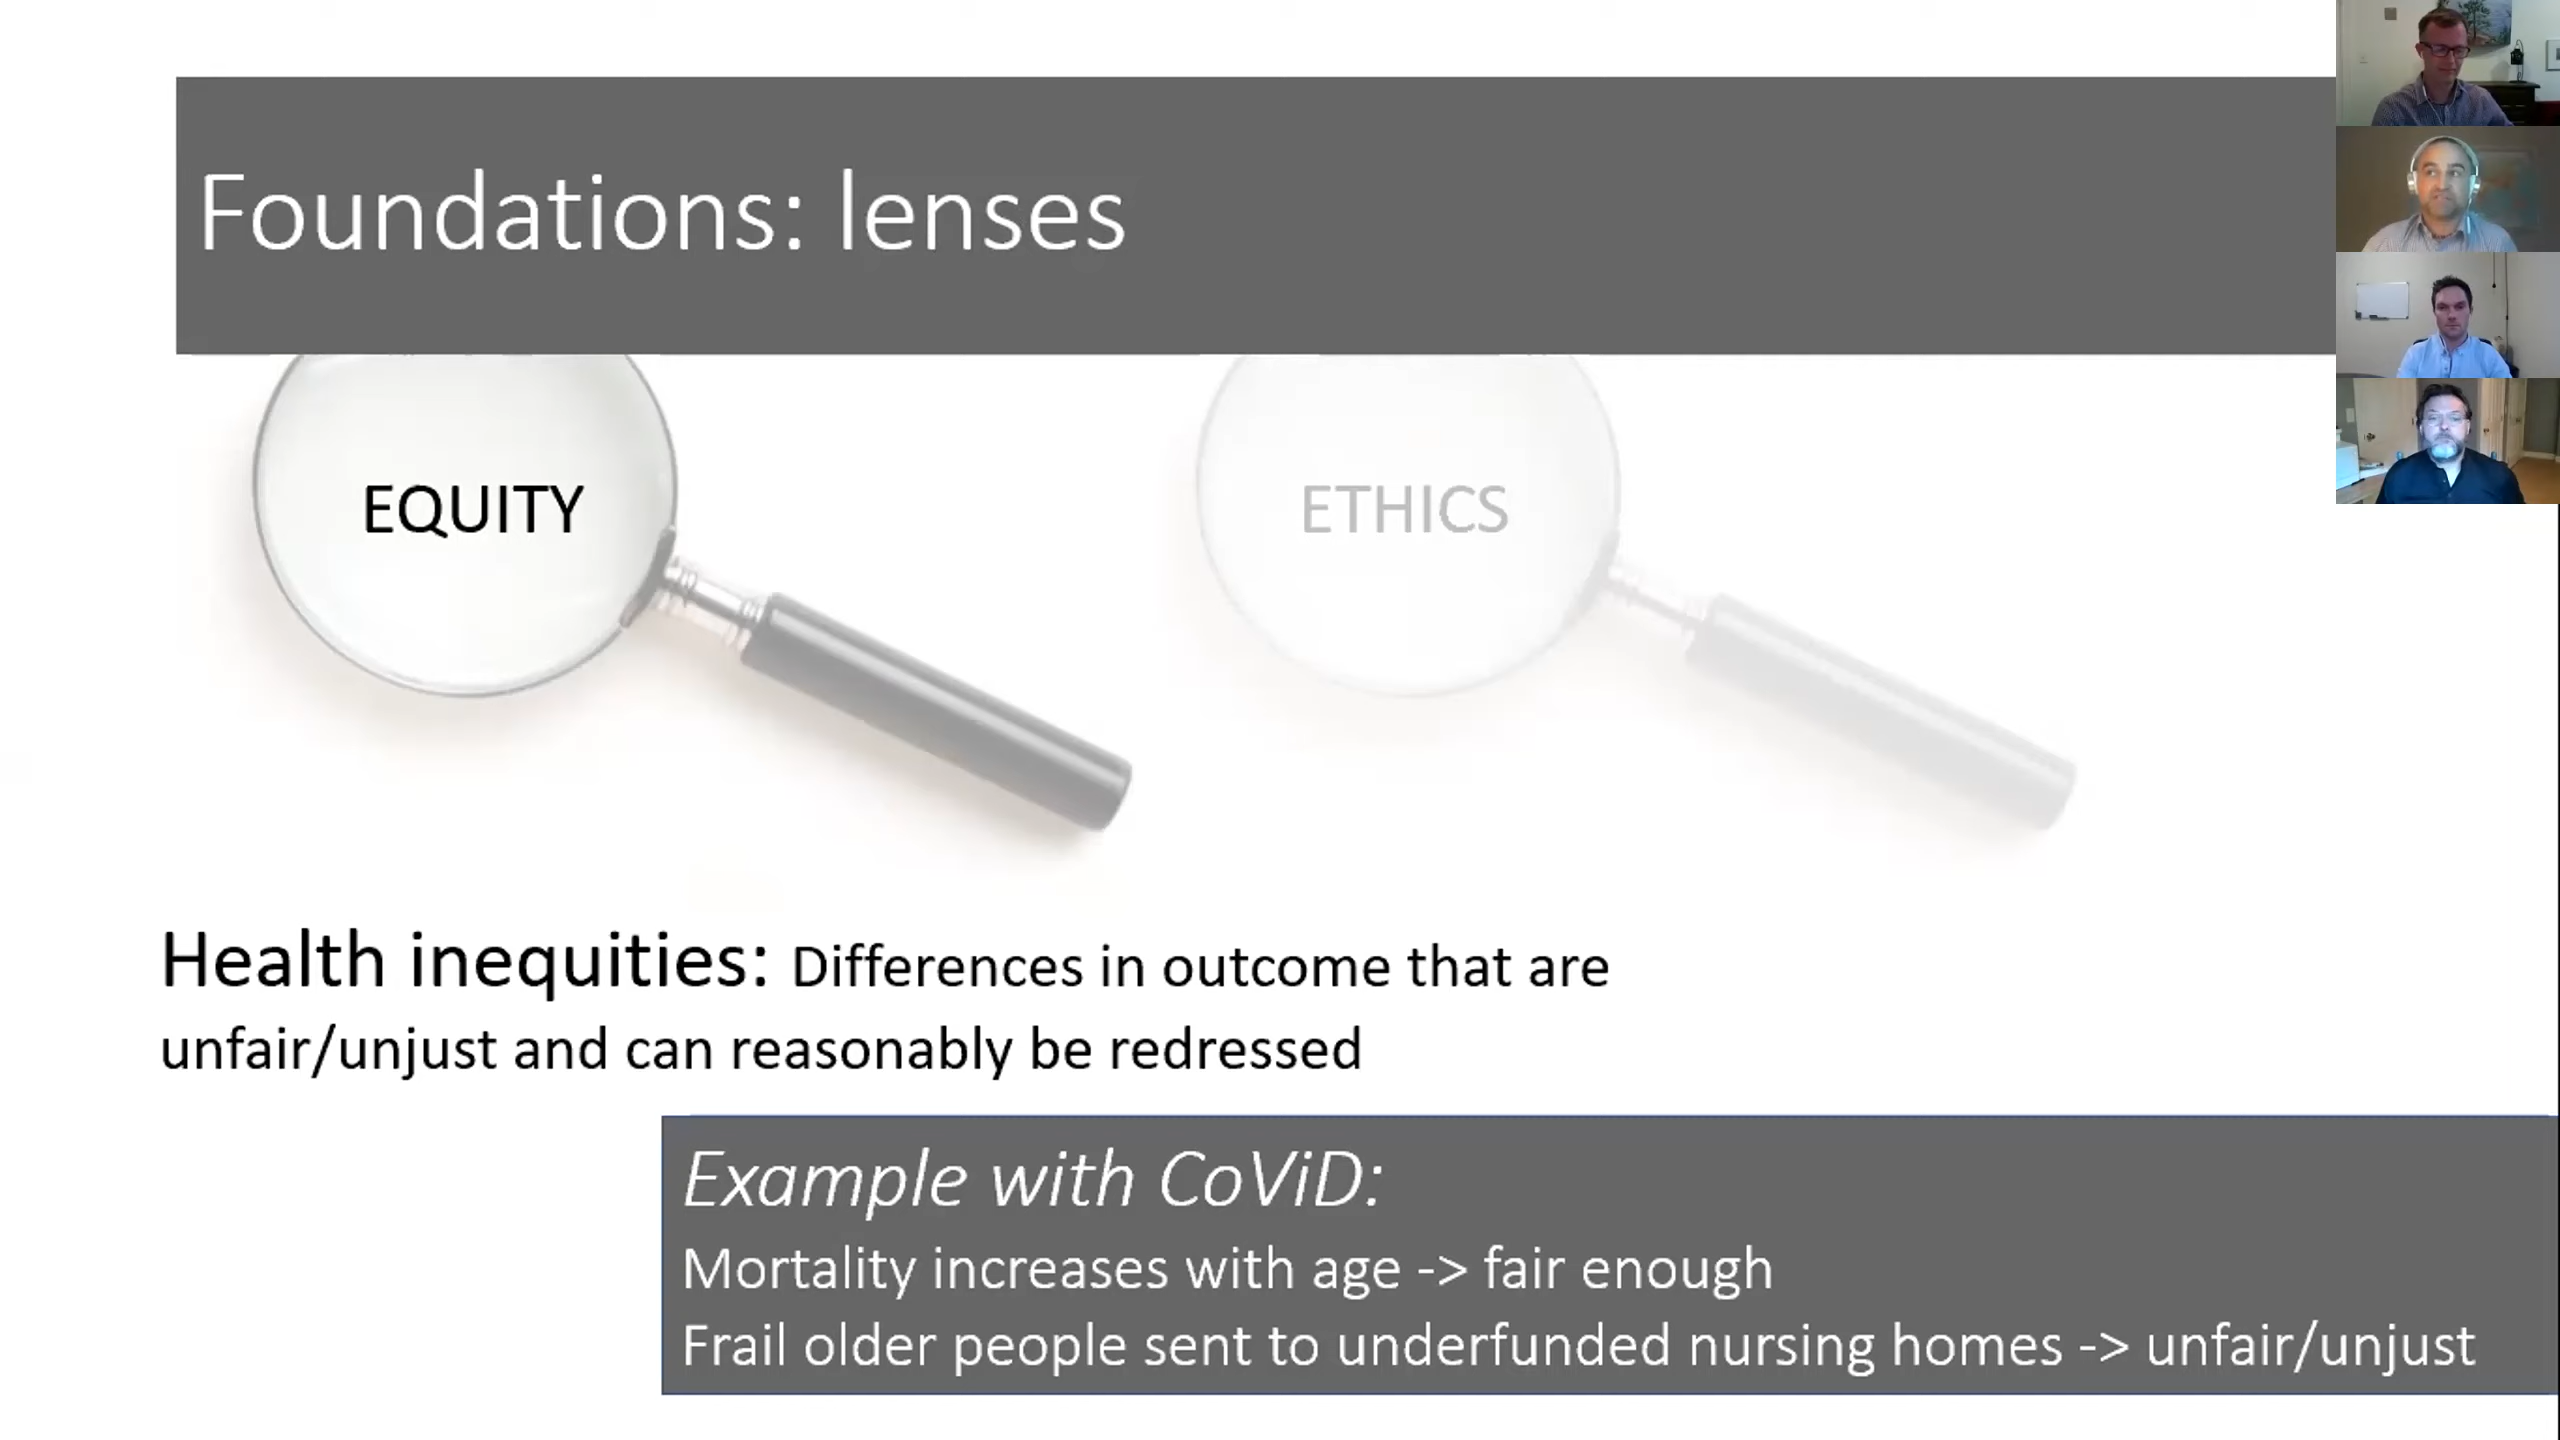 Foundations: lenses
EQUITY
ETHICS
Health inequities: Differences in outcome that are
unfair/unjust and can reasonably be redressed
Example with CoViD:
Mortality increases with age -> fair enough
Frail older people sent to underfunded nursing homes -> unfair/unjust